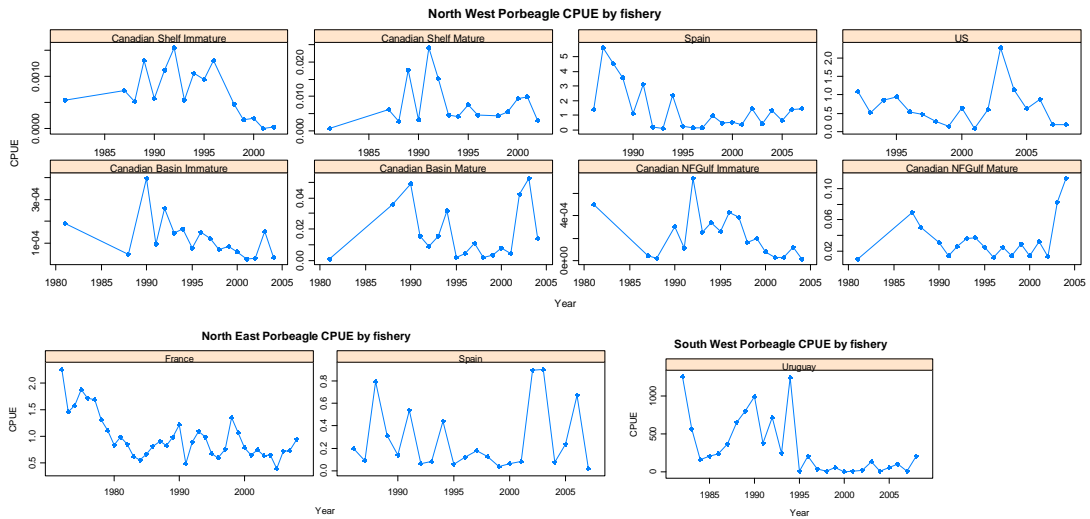 North West Porbeagle CPUE by fishery
Canadian Shelf Immature
Canadian Shelf Mature
Spain
US
0.0000 0.0010
1985 1990 1995 2000
0.000 0.010 0.020
1985 1990 1995 2000
0 1 2 3 4 5
1990 1995 2000 2005
0.0 0.5 1.0 1.5 2.0
1995 2000 2005
CPUE
Canadian Basin Immature
Canadian Basin Mature
Canadian NFGulf Immature
Canadian NFGulf Mature
1e-04 3e-04
1980 1985 1990 1995 2000 2005
0.00 0.02 0.04
1980 1985 1990 1995 2000 2005
0e+00 4e-04
1980 1985 1990 1995 2000 2005
0.0 0.05 0.10
1980 1985 1990 1995 2000 2005
Year
North East Porbeagle CPUE by fishery
France
Spain
CPUE
0.5 1.0 1.5 2.0
1980 1990 2000
0.0 0.2 0.4 0.6 0.8
1990 1995 2000 2005
Year
South West Porbeagle CPUE by fishery
Uruguay
CPUE
0 500 1000
1985 1990 1995 2000 2005
Year